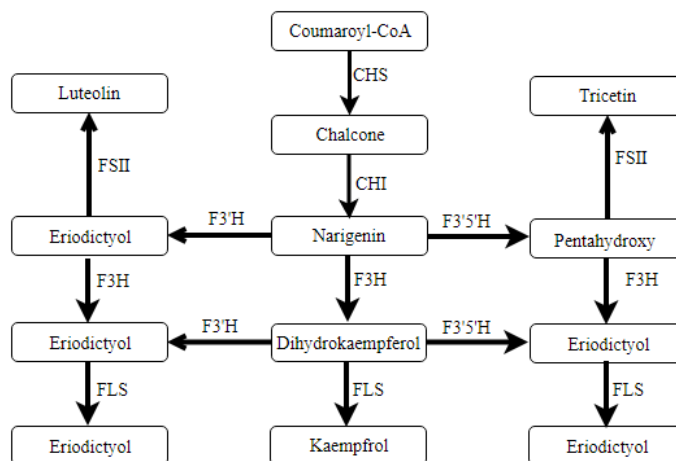 Coumaroyl-CoA
CHS
Luteolin
Tricetin
Chalcone
FSII
CHI
FSII
F3'H
F3'5'H
Eriodictyol
Narigenin
Pentahydroxy
F3H
F3H
F3H
F3'H
F3'5'H
Eriodictyol
Dihydrokaempferol
Eriodictyol
FLS
FLS
FLS
Eriodictyol
Kaempfrol
Eriodictyol